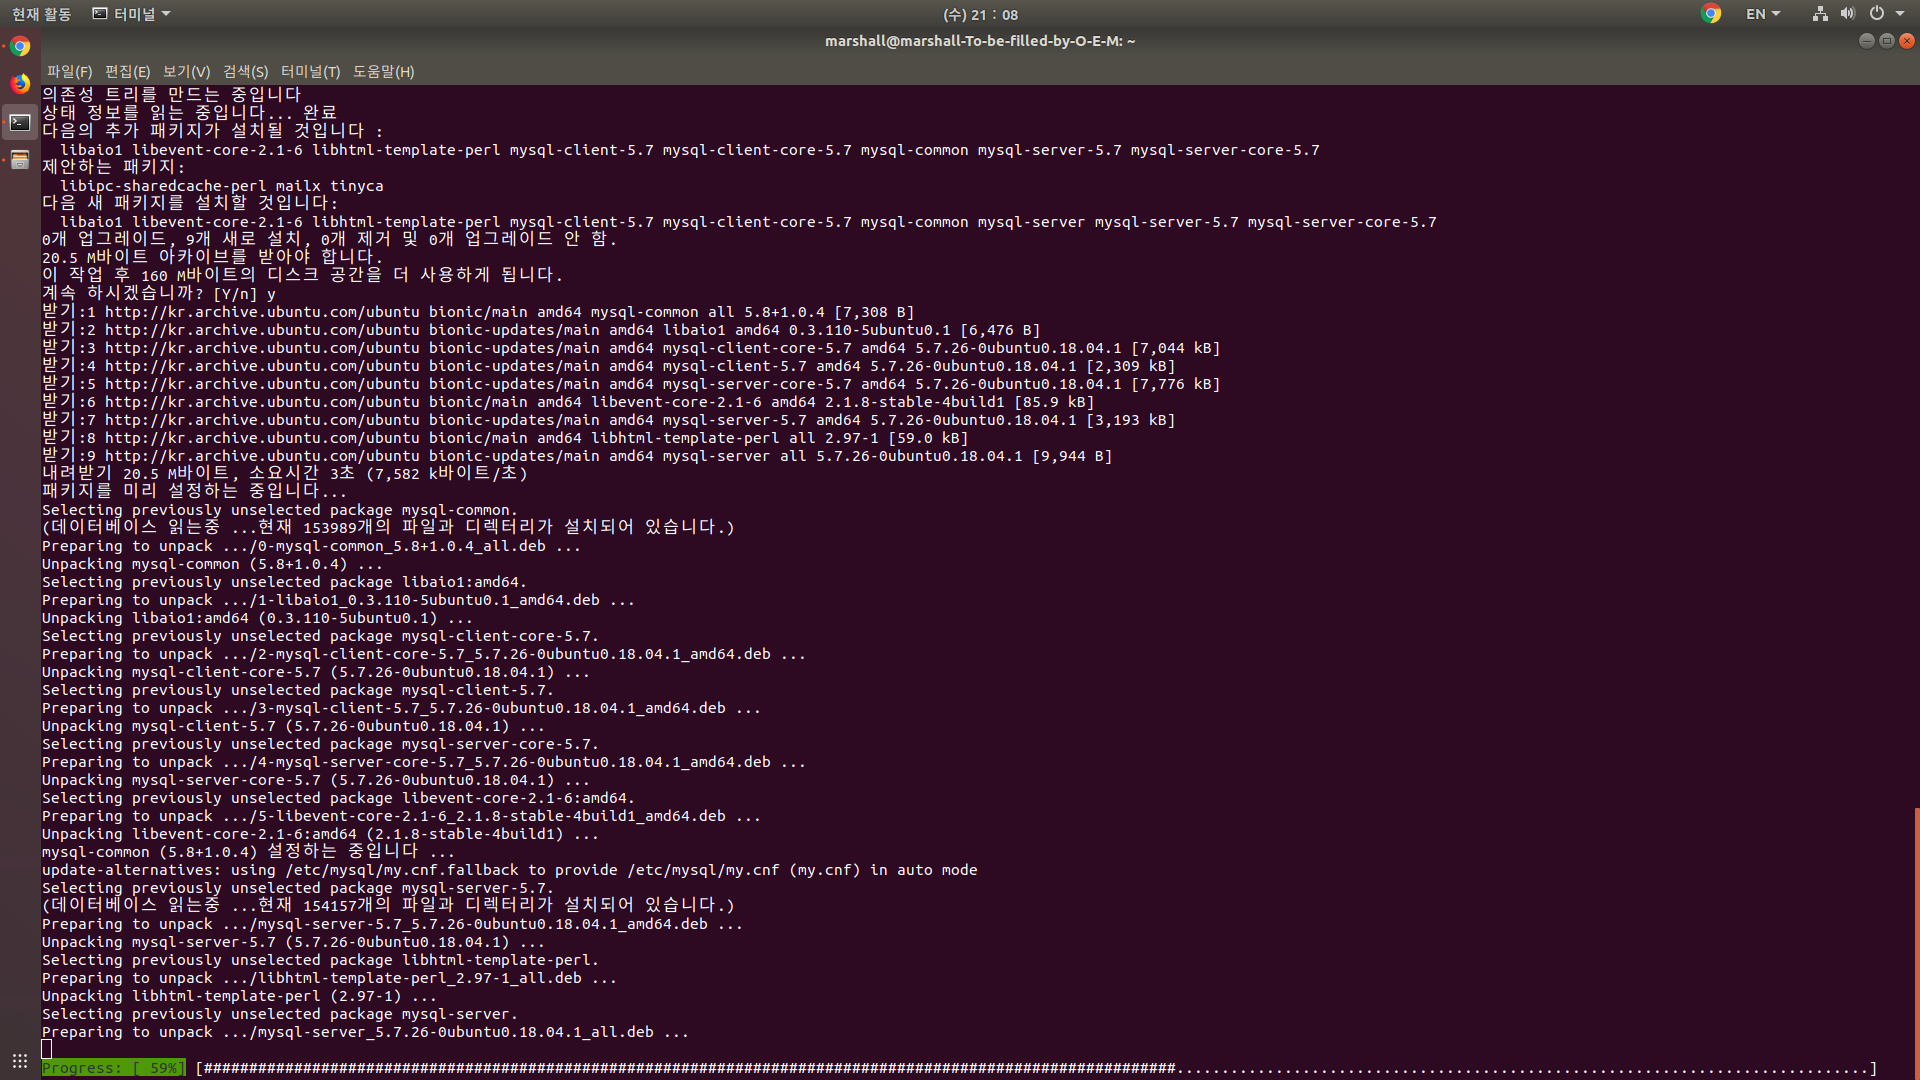 현재 활동 터미널 (수) 21 : 08 EN
marshall@marshall-To-be-filled-by-O-E-M: ~
파일(F) 편집(E) 보기(V) 검색(S) 터미널(T) 도움말(H)
의존성 트리를 만드는 중입니다
상태 정보를 읽는 중입니다... 완료
다음의 추가 패키지가 설치될 것입니다 :
  libaio1 libevent-core-2.1-6 libhtml-template-perl mysql-client-5.7 mysql-client-core-5.7 mysql-common mysql-server-5.7 mysql-server-core-5.7
제안하는 패키지:
  libipc-sharedcache-perl mailx tinyca
다음 새 패키지를 설치할 것입니다:
  libaio1 libevent-core-2.1-6 libhtml-template-perl mysql-client-5.7 mysql-client-core-5.7 mysql-common mysql-server mysql-server-5.7 mysql-server-core-5.7
0개 업그레이드, 9개 새로 설치, 0개 제거 및 0개 업그레이드 안 함.
20.5 M바이트 아카이브를 받아야 합니다.
이 작업 후 160 M바이트의 디스크 공간을 더 사용하게 됩니다.
계속 하시겠습니까? [Y/n] y
받기:1 http://kr.archive.ubuntu.com/ubuntu bionic/main amd64 mysql-common all 5.8+1.0.4 [7,308 B]
받기:2 http://kr.archive.ubuntu.com/ubuntu bionic-updates/main amd64 libaio1 amd64 0.3.110-5ubuntu0.1 [6,476 B]
받기:3 http://kr.archive.ubuntu.com/ubuntu bionic-updates/main amd64 mysql-client-core-5.7 amd64 5.7.26-0ubuntu0.18.04.1 [7,044 kB]
받기:4 http://kr.archive.ubuntu.com/ubuntu bionic-updates/main amd64 mysql-client-5.7 amd64 5.7.26-0ubuntu0.18.04.1 [2,309 kB]
받기:5 http://kr.archive.ubuntu.com/ubuntu bionic-updates/main amd64 mysql-server-core-5.7 amd64 5.7.26-0ubuntu0.18.04.1 [7,776 kB]
받기:6 http://kr.archive.ubuntu.com/ubuntu bionic/main amd64 libevent-core-2.1-6 amd64 2.1.8-stable-4build1 [85.9 kB]
받기:7 http://kr.archive.ubuntu.com/ubuntu bionic-updates/main amd64 mysql-server-5.7 amd64 5.7.26-0ubuntu0.18.04.1 [3,193 kB]
받기:8 http://kr.archive.ubuntu.com/ubuntu bionic/main amd64 libhtml-template-perl all 2.97-1 [59.0 kB]
받기:9 http://kr.archive.ubuntu.com/ubuntu bionic-updates/main amd64 mysql-server all 5.7.26-0ubuntu0.18.04.1 [9,944 B]
내려받기 20.5 M바이트, 소요시간 3초 (7,582 k바이트/초)
패키지를 미리 설정하는 중입니다...
Selecting previously unselected package mysql-common.
(데이터베이스 읽는중 ...현재 153989개의 파일과 디렉터리가 설치되어 있습니다.)
Preparing to unpack .../0-mysql-common_5.8+1.0.4_all.deb ...
Unpacking mysql-common (5.8+1.0.4) ...
Selecting previously unselected package libaio1:amd64.
Preparing to unpack .../1-libaio1_0.3.110-5ubuntu0.1_amd64.deb ...
Unpacking libaio1:amd64 (0.3.110-5ubuntu0.1) ...
Selecting previously unselected package mysql-client-core-5.7.
Preparing to unpack .../2-mysql-client-core-5.7_5.7.26-0ubuntu0.18.04.1_amd64.deb ...
Unpacking mysql-client-core-5.7 (5.7.26-0ubuntu0.18.04.1) ...
Selecting previously unselected package mysql-client-5.7.
Preparing to unpack .../3-mysql-client-5.7_5.7.26-0ubuntu0.18.04.1_amd64.deb ...
Unpacking mysql-client-5.7 (5.7.26-0ubuntu0.18.04.1) ...
Selecting previously unselected package mysql-server-core-5.7.
Preparing to unpack .../4-mysql-server-core-5.7_5.7.26-0ubuntu0.18.04.1_amd64.deb ...
Unpacking mysql-server-core-5.7 (5.7.26-0ubuntu0.18.04.1) ...
Selecting previously unselected package libevent-core-2.1-6:amd64.
Preparing to unpack .../5-libevent-core-2.1-6_2.1.8-stable-4build1_amd64.deb ...
Unpacking libevent-core-2.1-6:amd64 (2.1.8-stable-4build1) ...
mysql-common (5.8+1.0.4) 설정하는 중입니다 ...
update-alternatives: using /etc/mysql/my.cnf.fallback to provide /etc/mysql/my.cnf (my.cnf) in auto mode
Selecting previously unselected package mysql-server-5.7.
(데이터베이스 읽는중 ...현재 154157개의 파일과 디렉터리가 설치되어 있습니다.)
Preparing to unpack .../mysql-server-5.7_5.7.26-0ubuntu0.18.04.1_amd64.deb ...
Unpacking mysql-server-5.7 (5.7.26-0ubuntu0.18.04.1) ...
Selecting previously unselected package libhtml-template-perl.
Preparing to unpack .../libhtml-template-perl_2.97-1_all.deb ...
Unpacking libhtml-template-perl (2.97-1) ...
Selecting previously unselected package mysql-server.
Preparing to unpack .../mysql-server_5.7.26-0ubuntu0.18.04.1_all.deb ...
Progress: [ 59%] [############################################################################################################.............................................................................]